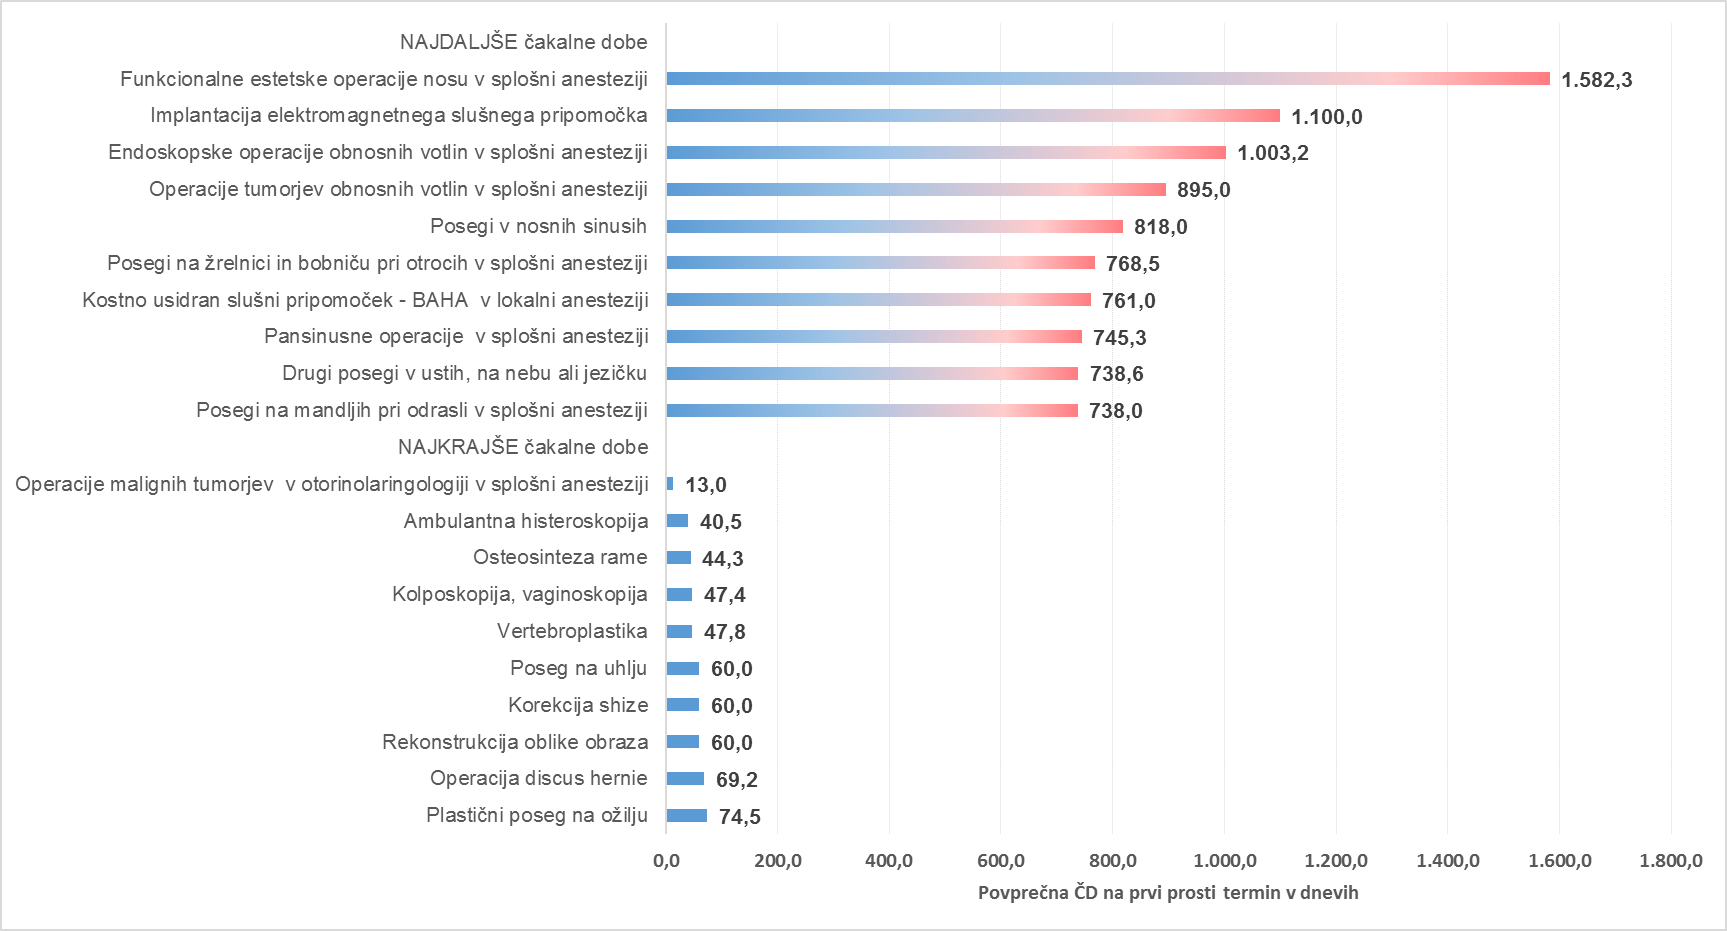 NAJDALJŠE čakalne dobe
Funkcionalne estetske operacije nosu v splošni anesteziji 1.582,3
Implantacija elektromagnetnega slušnega pripomočka 1.100,0
Endoskopske operacije obnosnih votlin v splošni anesteziji 1.003,2
Operacije tumorjev obnosnih votlin v splošni anesteziji 895,0
Posegi v nosnih sinusih 818,0
Posegi na žrelnici in bobniču pri otrocih v splošni anesteziji 768,5
Kostno usidran slušni pripomoček - BAHA  v lokalni anesteziji 761,0
Pansinusne operacije  v splošni anesteziji 745,3
Drugi posegi v ustih, na nebu ali jezičku 738,6
Posegi na mandljih pri odrasli v splošni anesteziji 738,0
NAJKRAJŠE čakalne dobe
Operacije malignih tumorjev  v otorinolaringologiji v splošni anesteziji 13,0
Ambulantna histeroskopija 40,5
Osteosinteza rame 44,3
Kolposkopija, vaginoskopija 47,4
Vertebroplastika 47,8
Poseg na uhlju 60,0
Korekcija shize 60,0
Rekonstrukcija oblike obraza 60,0
Operacija discus hernie 69,2
Plastični poseg na ožilju 74,5
0,0 200,0 400,0 600,0 800,0 1.000,0 1.200,0 1.400,0 1.600,0 1.800,0
Povprečna ČD na prvi prosti termin v dnevih